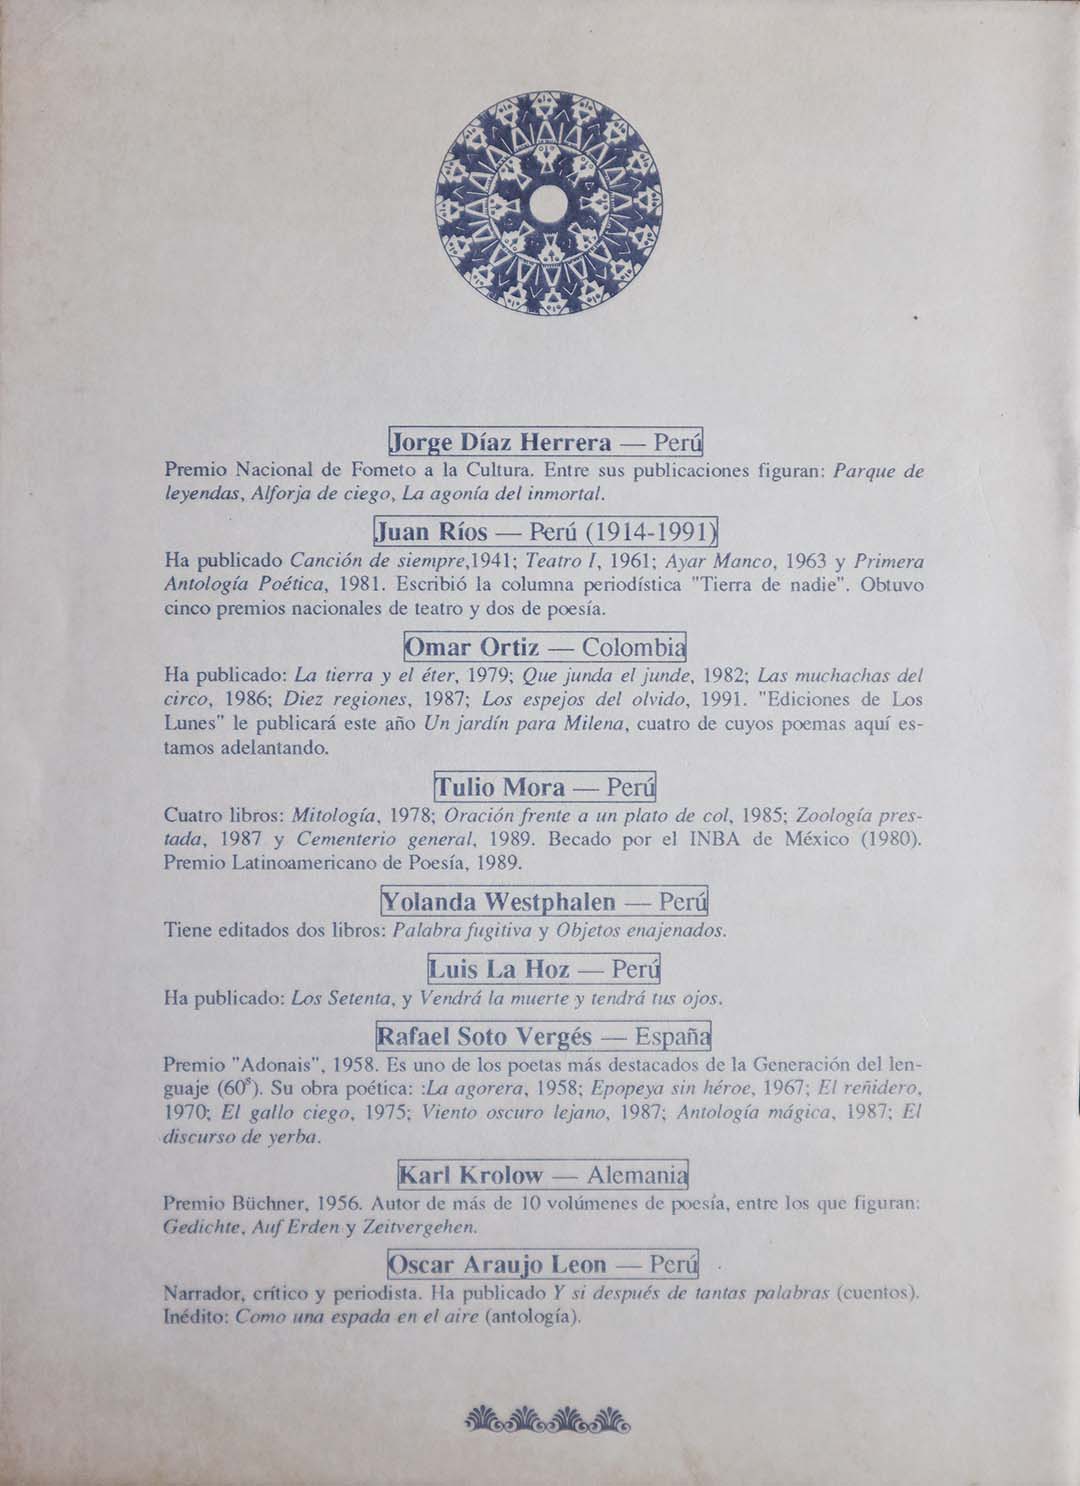 Jorge Díaz Herrera — Perú
Premio Nacional de Fometo a la Cultura. Entre sus publicaciones figuran: Parque de
leyendas, Alforja de ciego, La agonía del inmortal.
Juan Ríos — Perú (1914-1991)
Ha publicado Canción de siempre,1941; Teatro I, 1961; Ayar Manco, 1963 y Primera
Antología Poética, 1981. Escribió la columna periodística "Tierra de nadie". Obtuvo
cinco premios nacionales de teatro y dos de poesía.
Omar Ortiz — Colombia
Ha publicado: La tierra y el éter, 1979; Que junda el junde, 1982; Las muchachas del
circo, 1986; Diez regiones, 1987; Los espejos del olvido, 1991. "Ediciones de Los
Lunes" le publicará este año Un jardín para Milena, cuatro de cuyos poemas aquí es-
tamos adelantando.
Tulio Mora — Perú
Cuatro libros: Mitología, 1978; Oración frente a un plato de col, 1985; Zoología pres-
tada, 1987 y Cementerio general, 1989. Becado por el INBA de México (1980).
Premio Latinoamericano de Poesía, 1989.
Yolanda Westphalen — Perú
Tiene editados dos libros: Palabra fugitiva y Objetos enajenados.
Luis La Hoz — Perú
Ha publicado: Los Setenta, y Vendrá la muerte y tendrá tus ojos.
Rafael Soto Vergés — España
Premio "Adonais", 1958. Es uno de los poetas más destacados de la Generación del len-
guaje (60s). Su obra poética: :La agorera, 1958; Epopeya sin héroe, 1967; El reñidero,
1970; El gallo ciego, 1975; Viento oscuro lejano, 1987; Antología mágica, 1987; El
discurso de yerba.
Karl Krolow — Alemania
Premio Büchner, 1956. Autor de más de 10 volúmenes de poesía, entre los que figuran:
Gedichte, Auf Erden y Zeitvergehen.
Oscar Araujo Leon — Perú
Narrador, crítico y periodista. Ha publicado Y si después de tantas palabras (cuentos).
Inédito: Como una espada en el aire (antología).